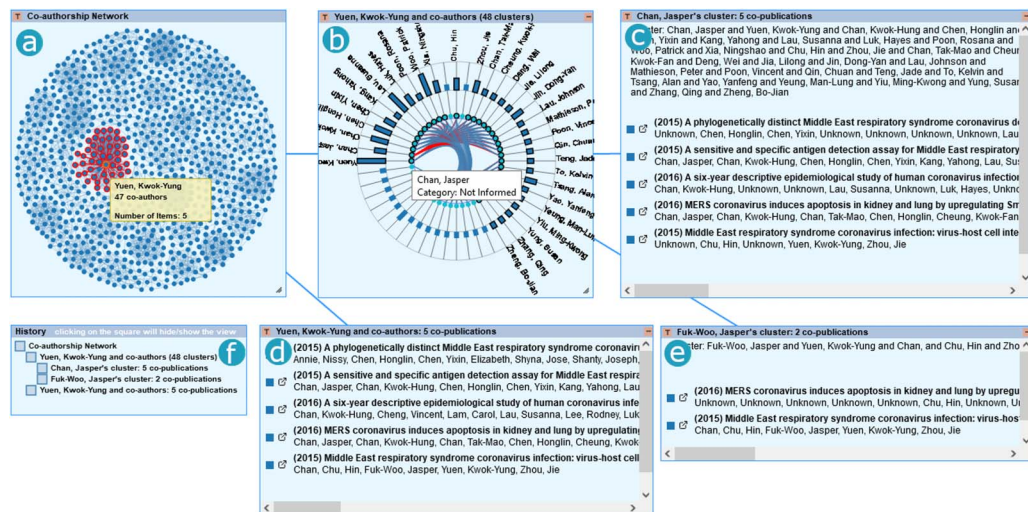 T Co-authorship Network
a
Yuen, Kwok-Yung
47 co-authors
Number of Items: 5
T Yuen, Kwok-Yung and co-authors (48 clusters)
b
Chu, Hin
Zhou, Jie
Deng, Wei
Jia, Lilong
Jin, Dong-Yan
Lau, Johnson
Mathieson, P
Poon, Vince
Qin, Chua
Teng, Jade
To, Kelvin
Tsang, Alan
Yao, Yanfeng
Yeung, Man-Lu
Yiu, Ming-Kwong
Yung, Susan
Zhang, Qing
Zheng, Bo-Jian
Chan, Jasper
Category: Not Informed
T Chan, Jasper's cluster: 5 co-publications
c
ter: Chan, Jasper and Yuen, Kwok-Yung and Chan, Kwok-Hung and Chen, Honglin an
Yixin and Kang, Yahong and Lau, Susanna and Luk, Hayes and Poon, Rosana and
Woo, Patrick and Xia, Ningshao and Chu, Hin and Zhou, Jie and Chan, Tak-Mao and Cheun
Kwok-Fan and Deng, Wei and Jia, Lilong and Jin, Dong-Yan and Lau, Johnson and
Mathieson, Peter and Poon, Vincent and Qin, Chuan and Teng, Jade and To, Kelvin and
Tsang, Alan and Yao, Yanfeng and Yeung, Man-Lung and Yiu, Ming-Kwong and Yung, Susan
and Zhang, Qing and Zheng, Bo-Jian
(2015) A phylogenetically distinct Middle East respiratory syndrome coronavirus de
Unknown, Chen, Honglin, Chen, Yixin, Unknown, Unknown, Unknown, Unknown, Lau
(2015) A sensitive and specific antigen detection assay for Middle East respiratory
Chan, Jasper, Chan, Kwok-Hung, Chen, Honglin, Chen, Yixin, Kang, Yahong, Lau, Sus
(2016) A six-year descriptive epidemiological study of human coronavirus infection
Chan, Kwok-Hung, Unknown, Unknown, Lau, Susanna, Unknown, Luk, Hayes, Unkno
(2016) MERS coronavirus induces apoptosis in kidney and lung by upregulating Sm
Chan, Jasper, Chan, Kwok-Hung, Chan, Tak-Mao, Chen, Honglin, Cheung, Kwok-Fan
(2015) Middle East respiratory syndrome coronavirus infection: virus-host cell inte
Unknown, Chu, Hin, Unknown, Yuen, Kwok-Yung, Zhou, Jie
History clicking on the square will hide/show the view
f
Co-authorship Network
Yuen, Kwok-Yung and co-authors (48 clusters)
Chan, Jasper's cluster: 5 co-publications
Fuk-Woo, Jasper's cluster: 2 co-publications
Yuen, Kwok-Yung and co-authors: 5 co-publications
T Yuen, Kwok-Yung and co-authors: 5 co-publications
d
(2015) A phylogenetically distinct Middle East respiratory syndrome coronavirin
Annie, Nissy, Chen, Honglin, Chen, Yixin, Elizabeth, Shyna, Jose, Shanty, Joseph,
(2015) A sensitive and specific antigen detection assay for Middle East respirat
Chan, Jasper, Chan, Kwok-Hung, Chen, Honglin, Chen, Yixin, Kang, Yahong, Lau
(2016) A six-year descriptive epidemiological study of human coronavirus infe
Chan, Kwok-Hung, Cheng, Vincent, Lam, Carol, Lau, Susanna, Lee, Rodney, Luk
(2016) MERS coronavirus induces apoptosis in kidney and lung by upregulating
Chan, Jasper, Chan, Kwok-Hung, Chan, Tak-Mao, Chen, Honglin, Cheung, Kwok
(2015) Middle East respiratory syndrome coronavirus infection: virus-host cell
Chan, Chu, Hin, Fuk-Woo, Jasper, Yuen, Kwok-Yung, Zhou, Jie
T Fuk-Woo, Jasper's cluster: 2 co-publications
e
ter: Fuk-Woo, Jasper and Yuen, Kwok-Yung and Chan, and Chu, Hin and Zho
(2016) MERS coronavirus induces apoptosis in kidney and lung by upregul
Unknown, Unknown, Unknown, Unknown, Unknown, Chu, Hin, Unknown, Un
(2015) Middle East respiratory syndrome coronavirus infection: virus-hos
Chan, Chu, Hin, Fuk-Woo, Jasper, Yuen, Kwok-Yung, Zhou, Jie